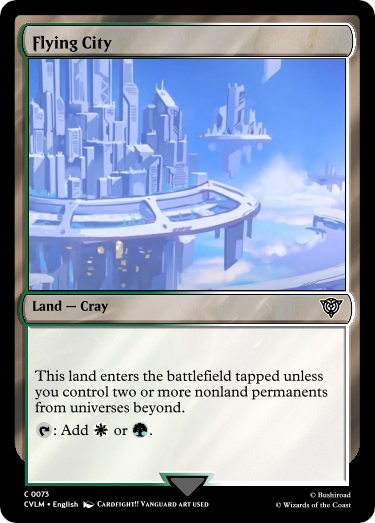 Flying City
Land — Cray
This land enters the battlefield tapped unless
you control two or more nonland permanents
from universes beyond.
: Add or .
C 0073
CVLM • English CARDFIGHT!! VANGUARD ART USED
© Bushiroad
© Wizards of the Coast